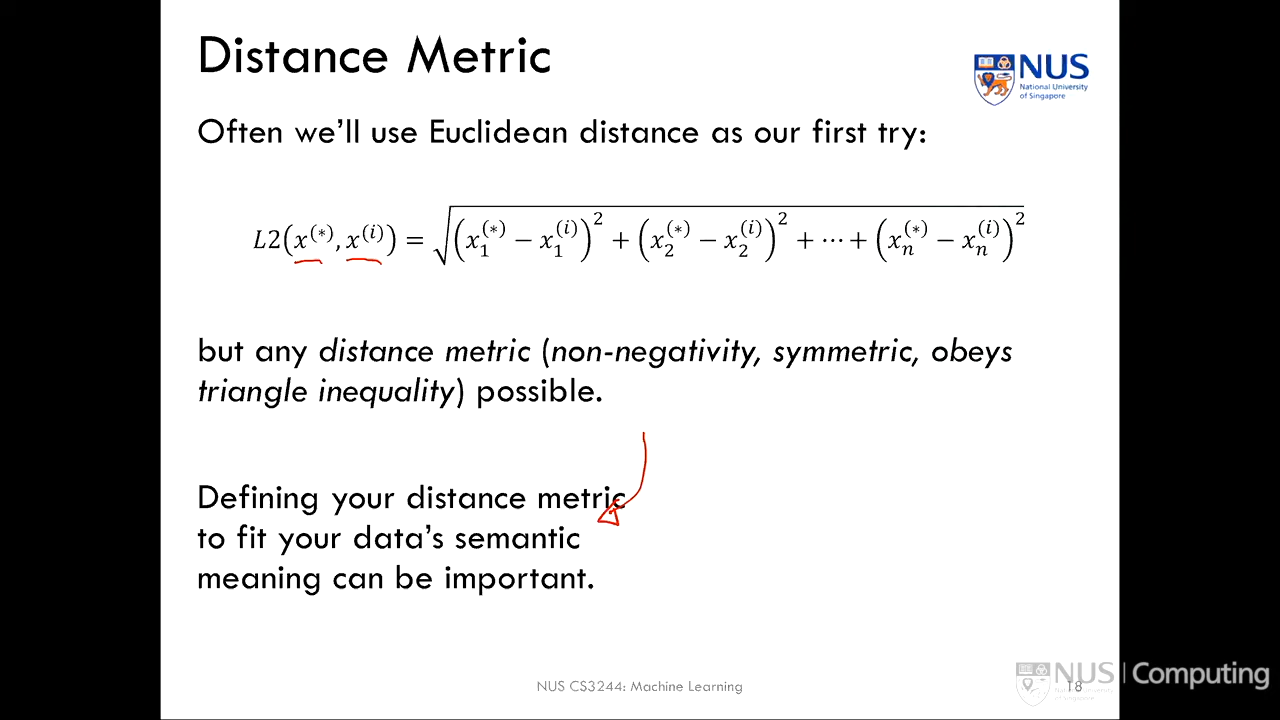 Distance Metric
NUS
National University
of Singapore
Often we'll use Euclidean distance as our first try:
L2(x^(*), x^(i)) = √((x_1^(*) − x_1^(i))^2 + (x_2^(*) − x_2^(i))^2 + ⋯ + (x_n^(*) − x_n^(i))^2)
but any distance metric (non-negativity, symmetric, obeys
triangle inequality) possible.
Defining your distance metric
to fit your data's semantic
meaning can be important.
NUS CS3244: Machine Learning
18
NUS | Computing